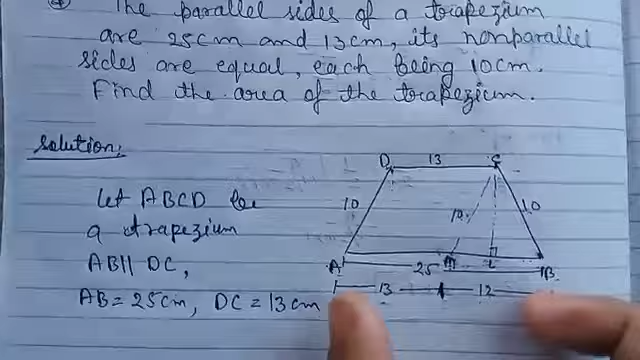 ④ The parallel sides of a trapezium
are 25cm and 13cm, its nonparallel
sides are equal, each being 10cm.
Find the area of the trapezium.
Solution;
let ABCD be
a trapezium
AB || DC,
AB = 25cm, DC = 13cm
D 13 C
10 10 10
A 25 M L B
13 12